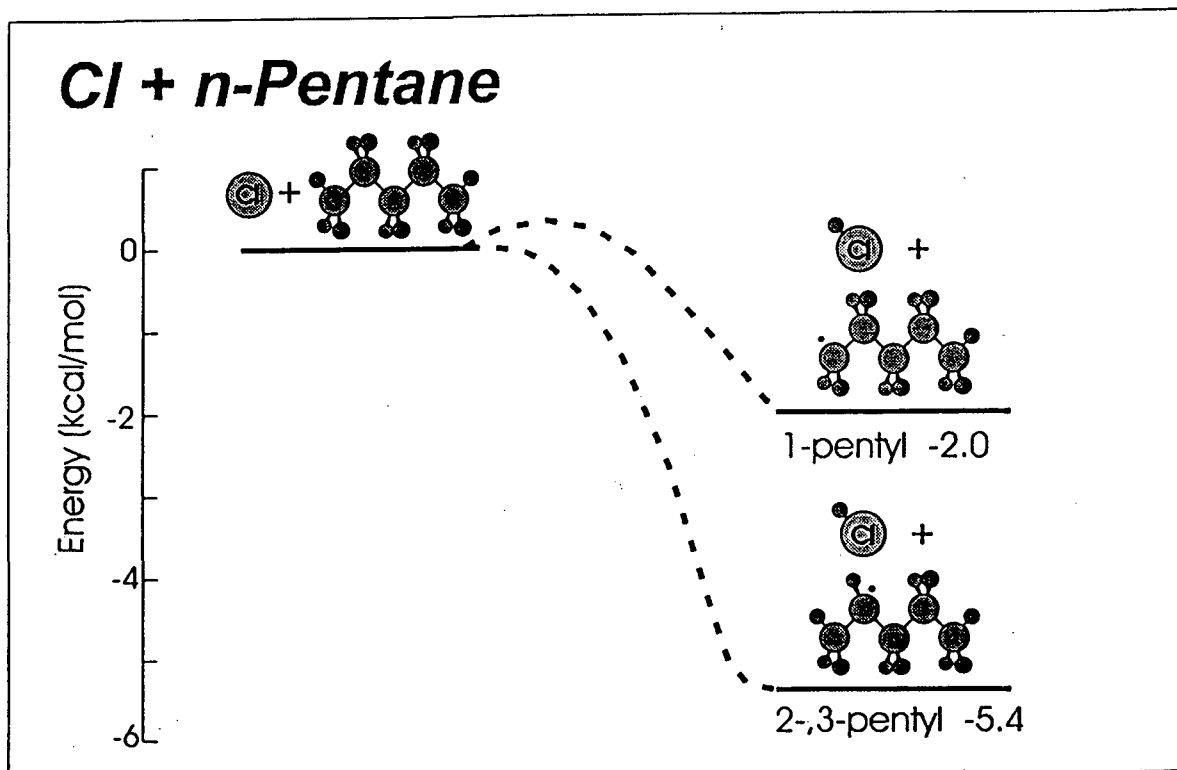 Cl + n-Pentane
Cl +
0
-2
-4
-6
Energy (kcal/mol)
Cl +
1-pentyl -2.0
Cl +
2-,3-pentyl -5.4